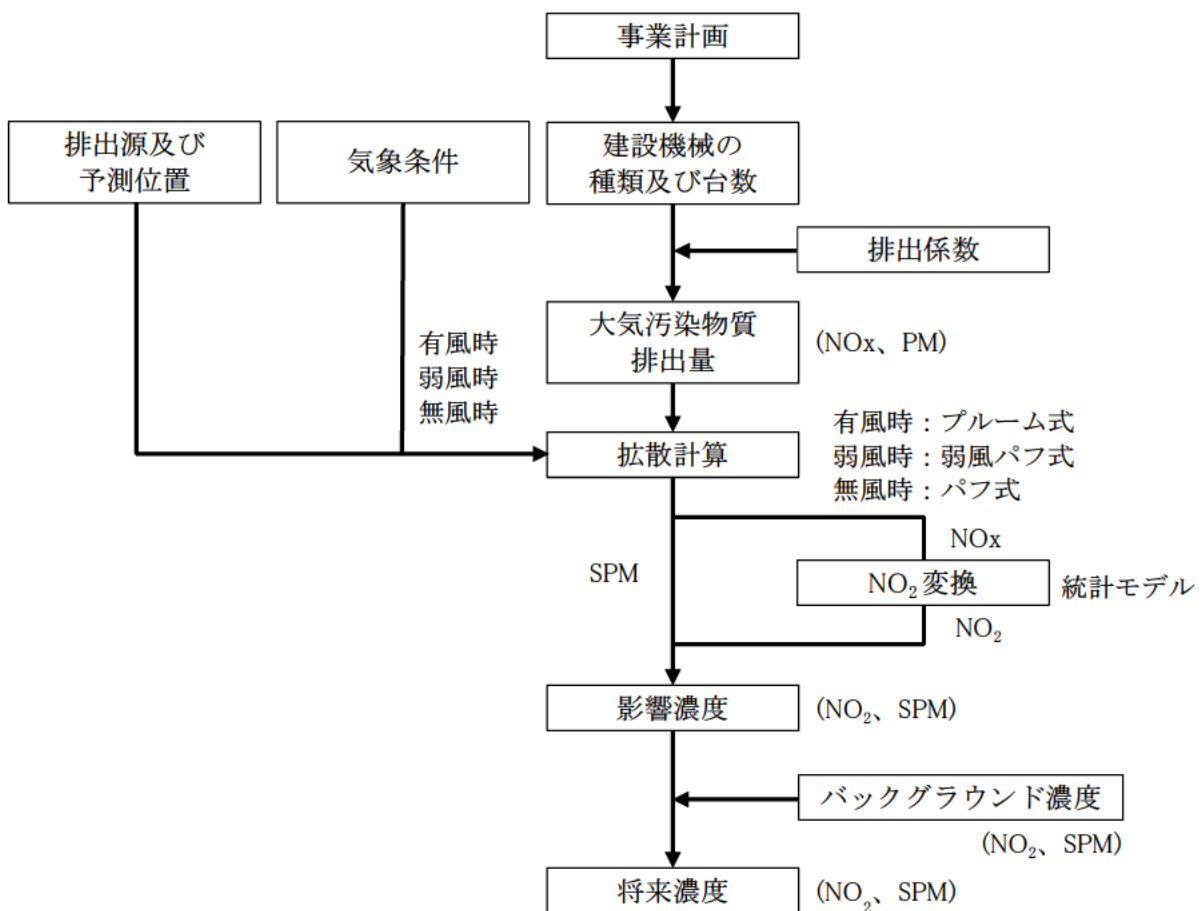 事業計画
排出源及び
予測位置
気象条件
建設機械の
種類及び台数
排出係数
大気汚染物質
排出量
(NOx、PM)
有風時
弱風時
無風時
拡散計算
有風時：プルーム式
弱風時：弱風パフ式
無風時：パフ式
NOx
SPM
NO₂変換
統計モデル
NO₂
影響濃度
(NO₂、SPM)
バックグラウンド濃度
(NO₂、SPM)
将来濃度
(NO₂、SPM)